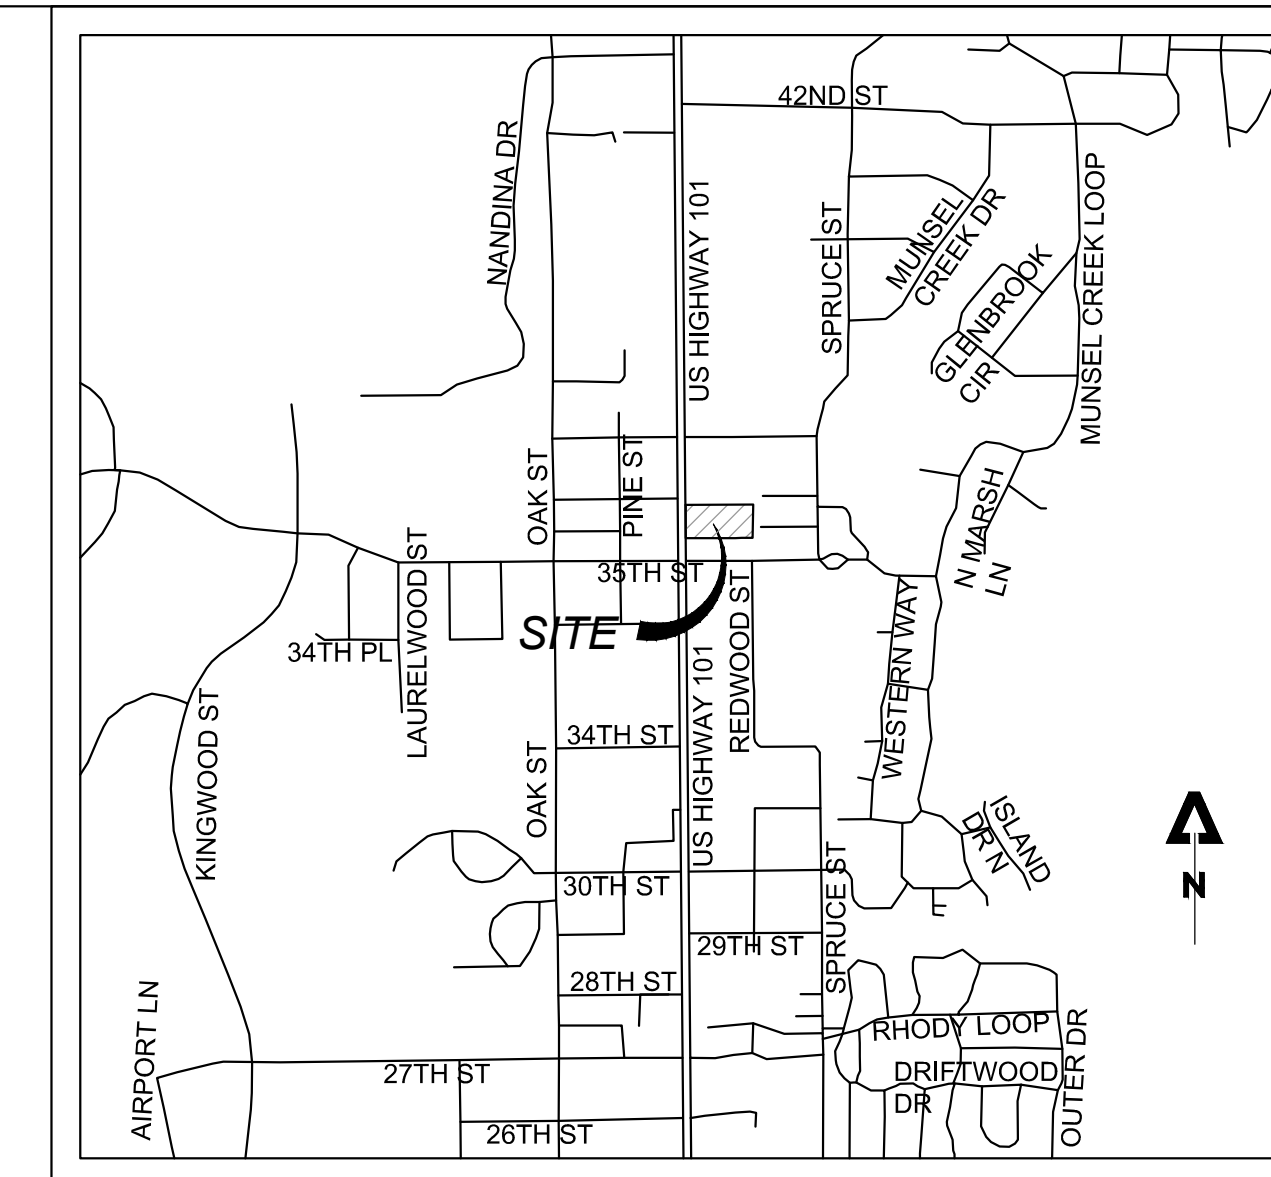 42ND ST
NANDINA DR
US HIGHWAY 101
SPRUCE ST
MUNSEL
CREEK DR
MUNSEL CREEK LOOP
GLENBROOK
CIR
OAK ST
PINE ST
N MARSH
LN
35TH ST
LAURELWOOD ST
REDWOOD ST
SITE
34TH PL
WESTERN WAY
KINGWOOD ST
34TH ST
OAK ST
US HIGHWAY 101
ISLAND
DR N
30TH ST
SPRUCE ST
N
29TH ST
28TH ST
AIRPORT LN
RHODY LOOP
OUTER DR
27TH ST
DRIFTWOOD
DR
26TH ST